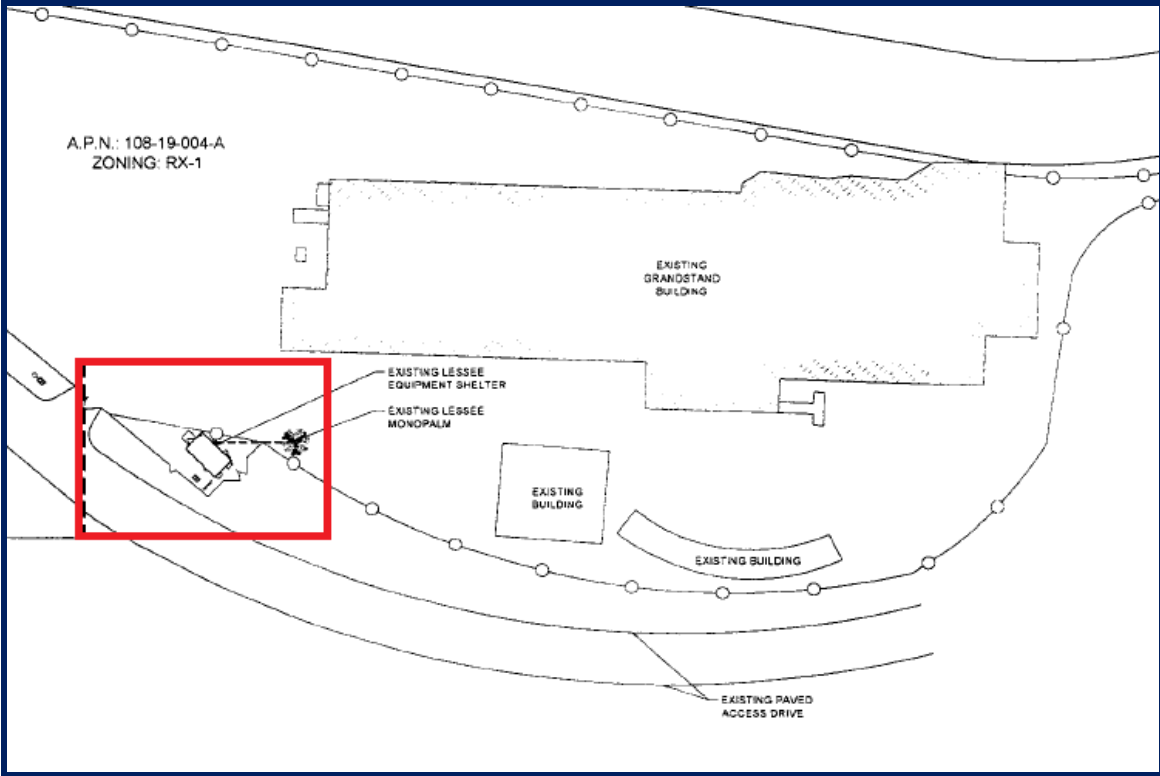 A.P.N.: 108-19-004-A
ZONING: RX-1
EXISTING
GRANDSTAND
BUILDING
EXISTING LESSEE
EQUIPMENT SHELTER
EXISTING LESSEE
MONOPALM
EXISTING
BUILDING
EXISTING BUILDING
EXISTING PAVED
ACCESS DRIVE